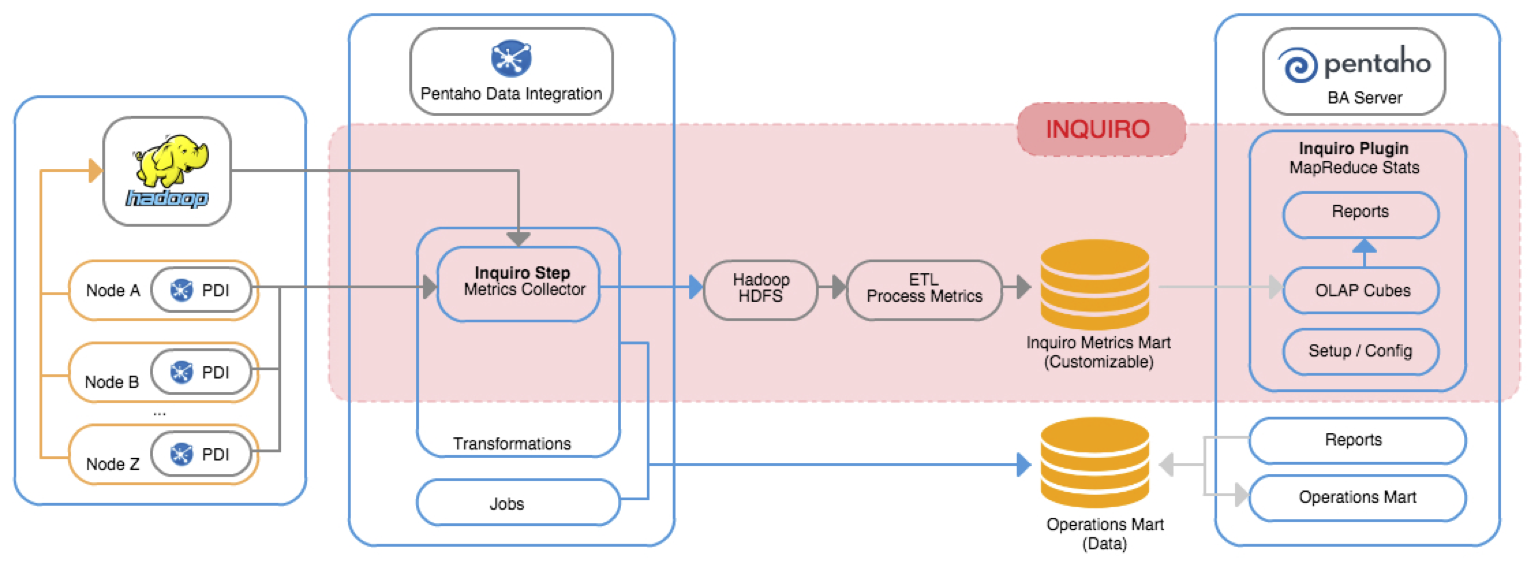 hadoop
Node A
PDI
Node B
PDI
...
Node Z
PDI
Pentaho Data Integration
Inquiro Step
Metrics Collector
Transformations
Jobs
INQUIRO
Hadoop
HDFS
ETL
Process Metrics
Inquiro Metrics Mart
(Customizable)
Operations Mart
(Data)
pentaho
BA Server
Inquiro Plugin
MapReduce Stats
Reports
OLAP Cubes
Setup / Config
Reports
Operations Mart